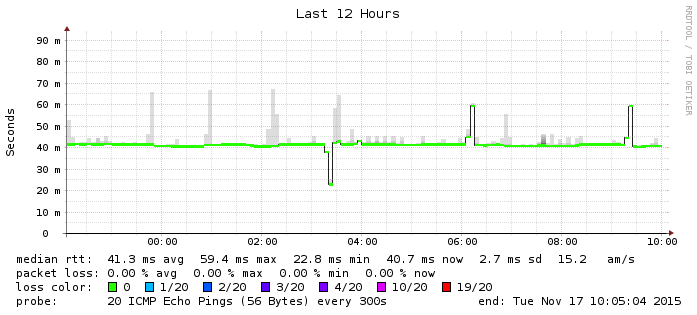 Last 12 Hours
RRDTOOL / TOBI OETIKER
Seconds
90 m
80 m
70 m
60 m
50 m
40 m
30 m
20 m
10 m
0
00:00 02:00 04:00 06:00 08:00 10:00
median rtt: 41.3 ms avg 59.4 ms max 22.8 ms min 40.7 ms now 2.7 ms sd 15.2 am/s
packet loss: 0.00 % avg 0.00 % max 0.00 % min 0.00 % now
loss color: 0 1/20 2/20 3/20 4/20 10/20 19/20
probe: 20 ICMP Echo Pings (56 Bytes) every 300s end: Tue Nov 17 10:05:04 2015